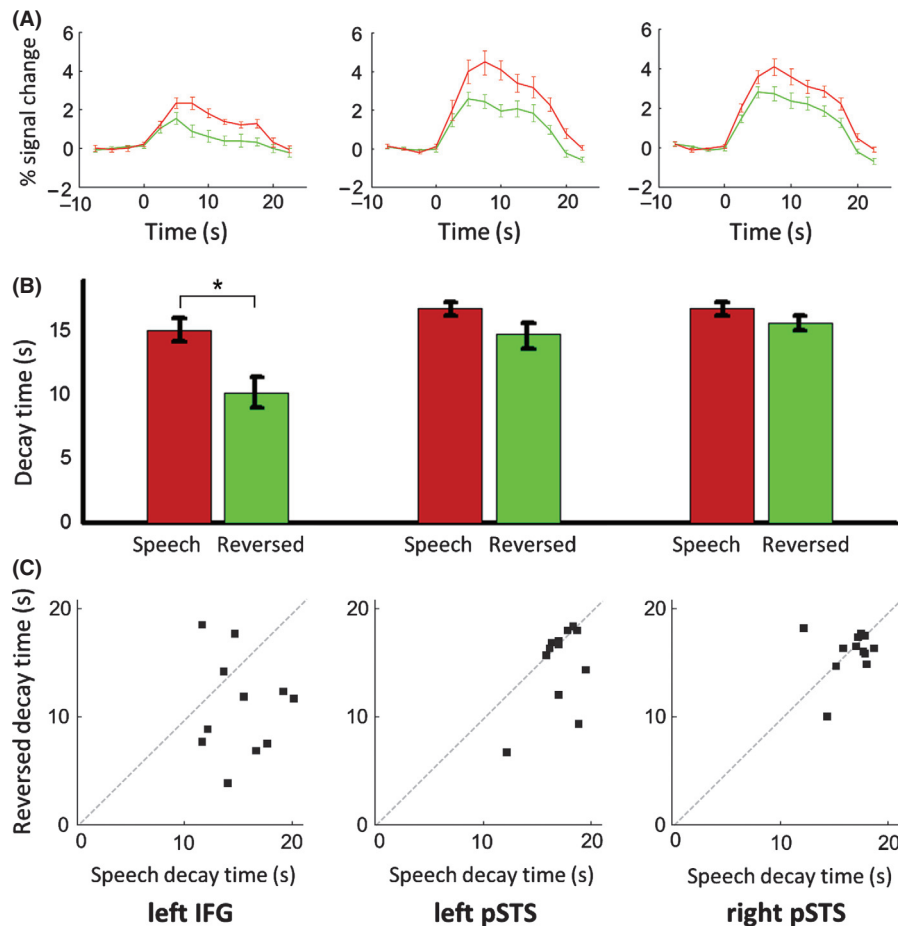 (A)
% signal change
6
4
2
0
−2
−10 0 10 20
Time (s)
6
4
2
0
−2
−10 0 10 20
Time (s)
6
4
2
0
−2
−10 0 10 20
Time (s)
(B)
Decay time (s)
15
10
5
0
*
Speech Reversed
Speech Reversed
Speech Reversed
(C)
Reversed decay time (s)
20
10
0
0 10 20
Speech decay time (s)
left IFG
20
10
0
0 10 20
Speech decay time (s)
left pSTS
20
10
0
0 10 20
Speech decay time (s)
right pSTS